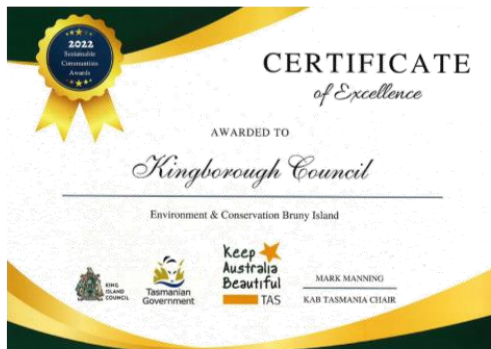 2022
Sustainable
Communities
Awards
CERTIFICATE
of Excellence
AWARDED TO
Kingborough Council
Environment & Conservation Bruny Island
KING
ISLAND
COUNCIL
Tasmanian
Government
Keep
Australia
Beautiful
TAS
MARK MANNING
KAB TASMANIA CHAIR